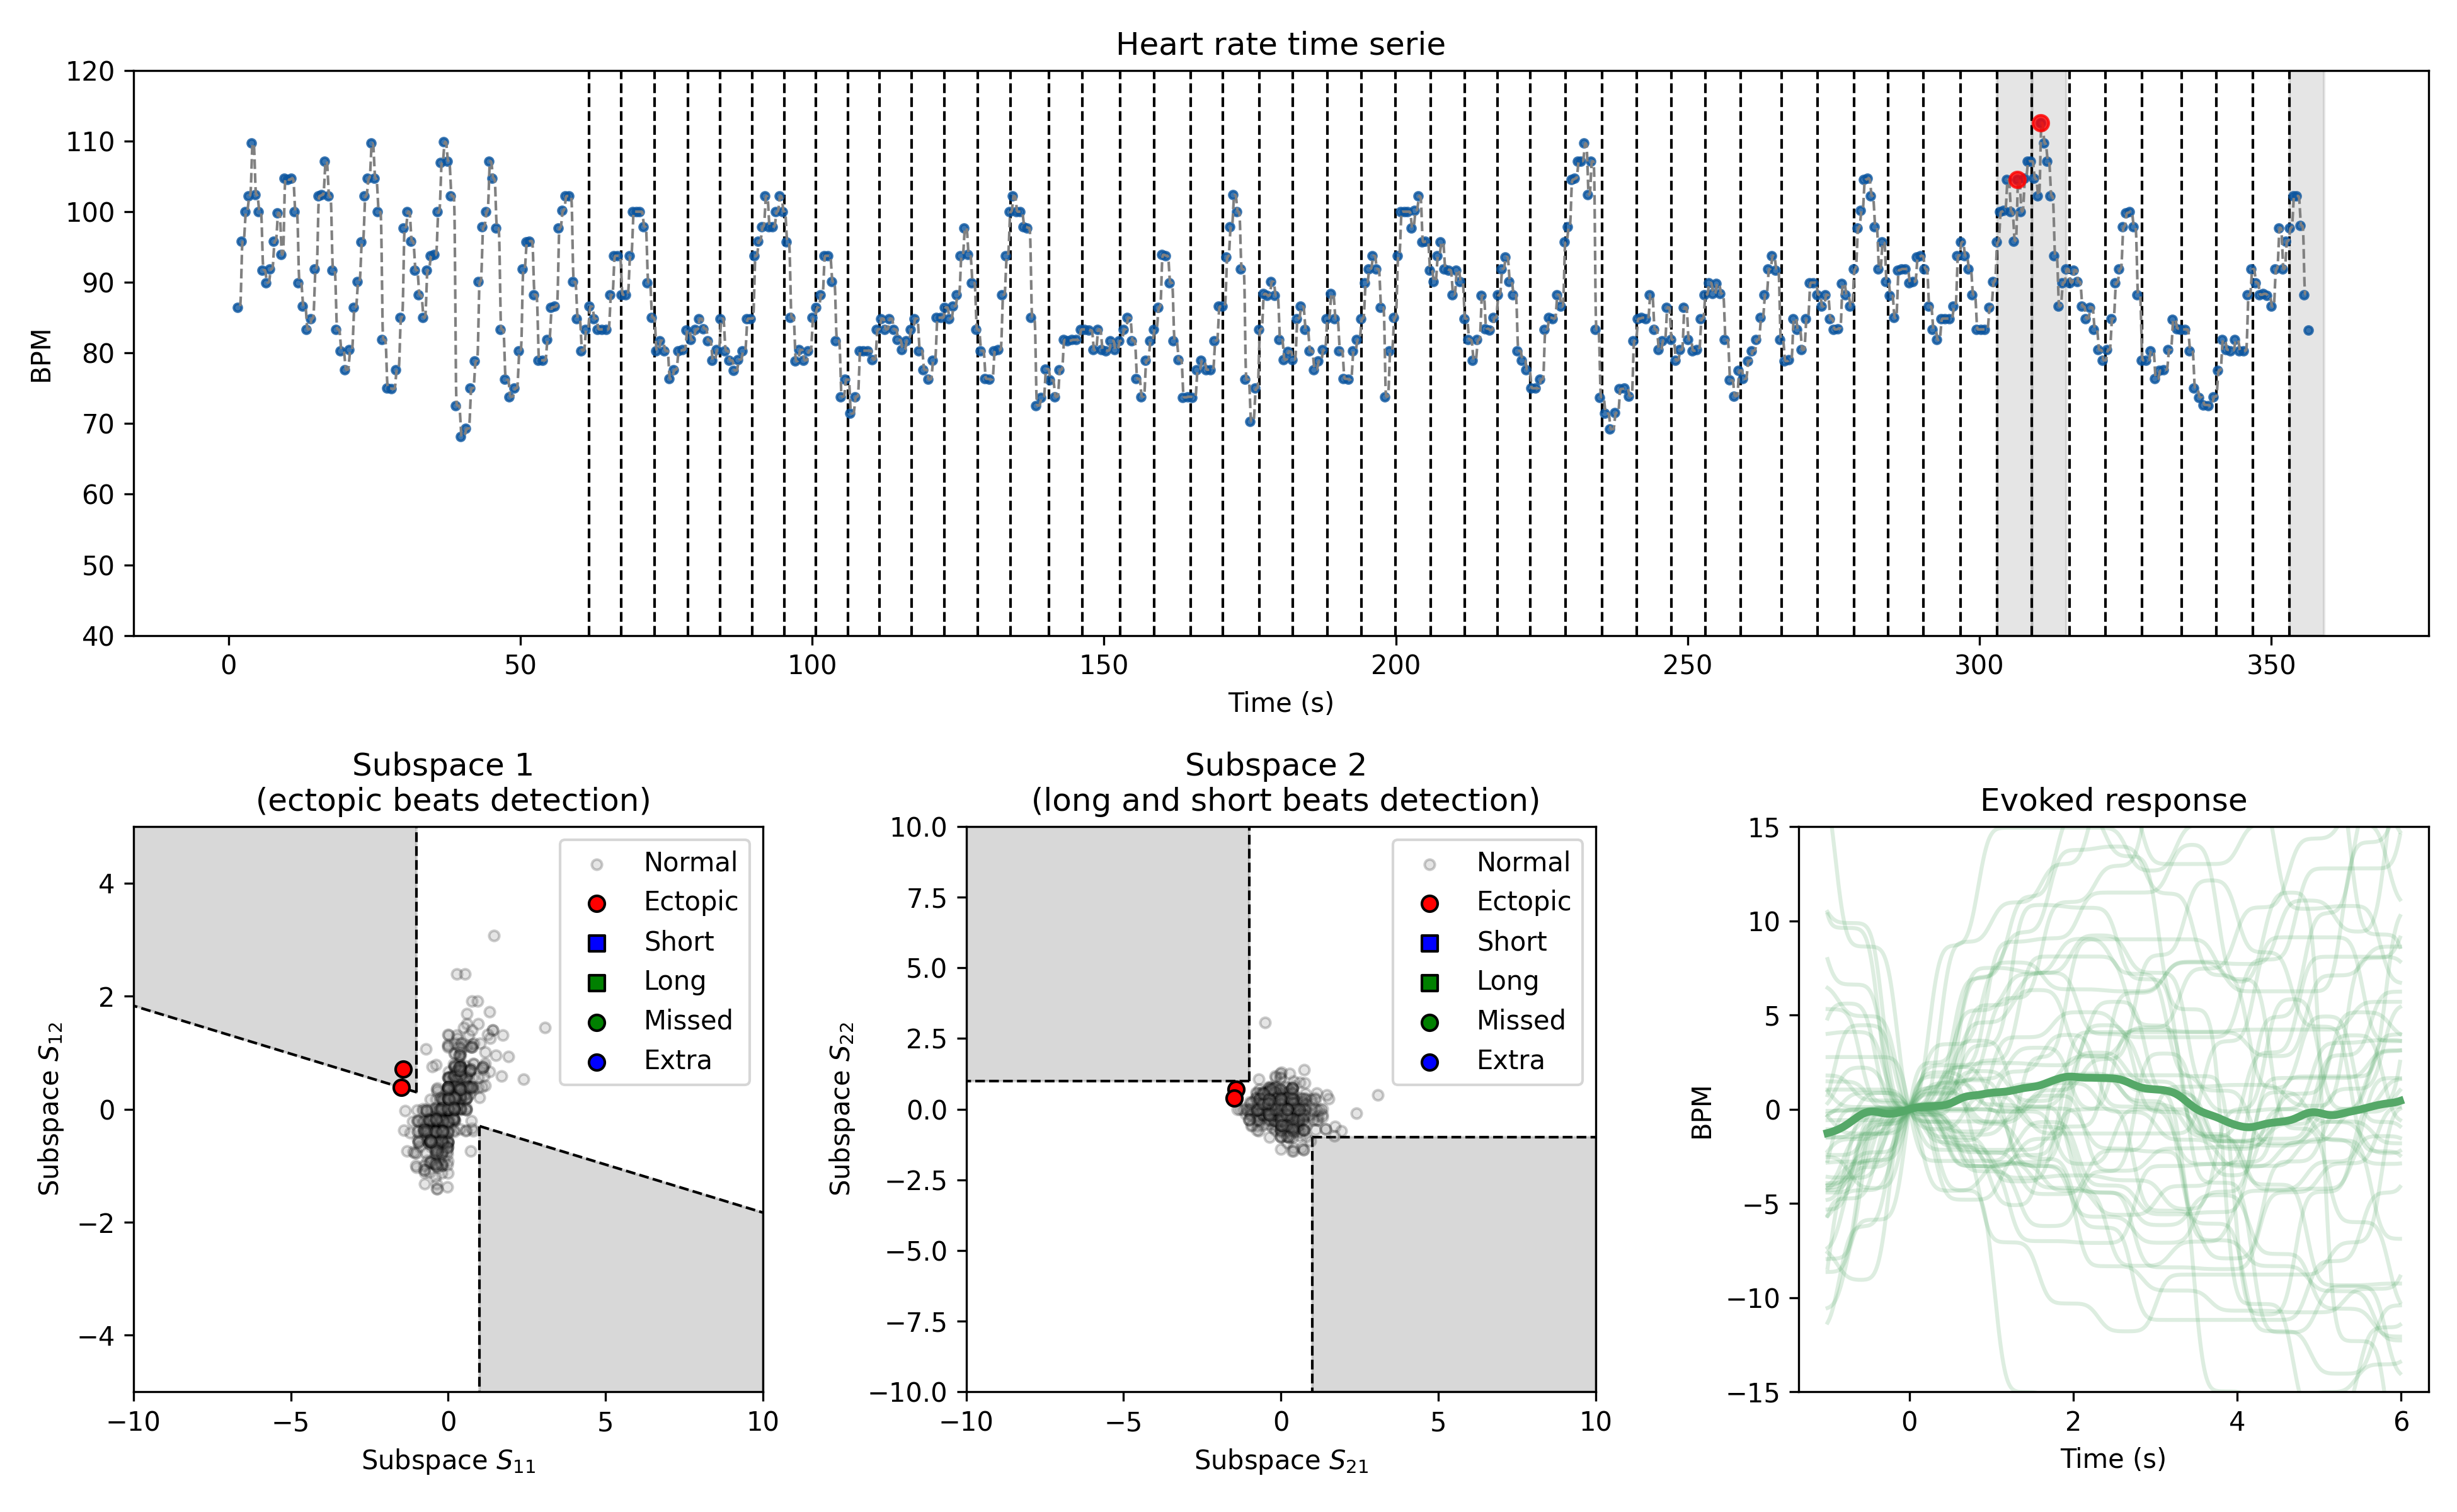 Heart rate time serie
120
110
100
90
80
70
60
50
40
BPM
0 50 100 150 200 250 300 350
Time (s)
Subspace 1
(ectopic beats detection)
4
2
0
−2
−4
Subspace S12
Normal
Ectopic
Short
Long
Missed
Extra
−10 −5 0 5 10
Subspace S11
Subspace 2
(long and short beats detection)
10.0
7.5
5.0
2.5
0.0
−2.5
−5.0
−7.5
−10.0
Subspace S22
Normal
Ectopic
Short
Long
Missed
Extra
−10 −5 0 5 10
Subspace S21
Evoked response
15
10
5
0
−5
−10
−15
BPM
0 2 4 6
Time (s)